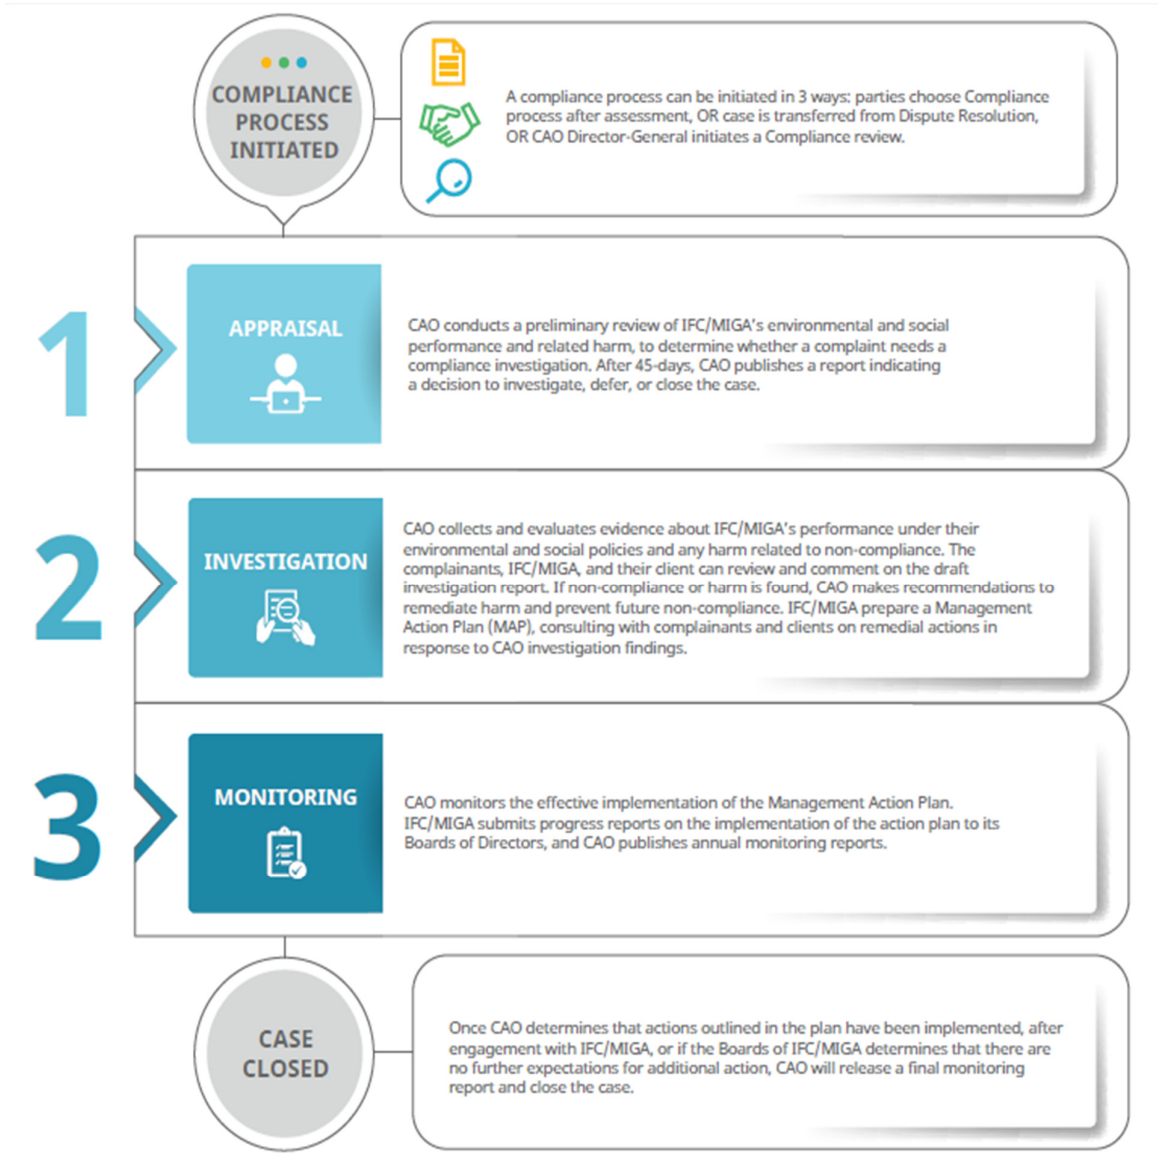 COMPLIANCE
PROCESS
INITIATED
A compliance process can be initiated in 3 ways: parties choose Compliance
process after assessment, OR case is transferred from Dispute Resolution,
OR CAO Director-General initiates a Compliance review.
1
APPRAISAL
CAO conducts a preliminary review of IFC/MIGA's environmental and social
performance and related harm, to determine whether a complaint needs a
compliance investigation. After 45-days, CAO publishes a report indicating
a decision to investigate, defer, or close the case.
2
INVESTIGATION
CAO collects and evaluates evidence about IFC/MIGA's performance under their
environmental and social policies and any harm related to non-compliance. The
complainants, IFC/MIGA, and their client can review and comment on the draft
investigation report. If non-compliance or harm is found, CAO makes recommendations to
remediate harm and prevent future non-compliance. IFC/MIGA prepare a Management
Action Plan (MAP), consulting with complainants and clients on remedial actions in
response to CAO investigation findings.
3
MONITORING
CAO monitors the effective implementation of the Management Action Plan.
IFC/MIGA submits progress reports on the implementation of the action plan to its
Boards of Directors, and CAO publishes annual monitoring reports.
CASE
CLOSED
Once CAO determines that actions outlined in the plan have been implemented, after
engagement with IFC/MIGA, or if the Boards of IFC/MIGA determines that there are
no further expectations for additional action, CAO will release a final monitoring
report and close the case.